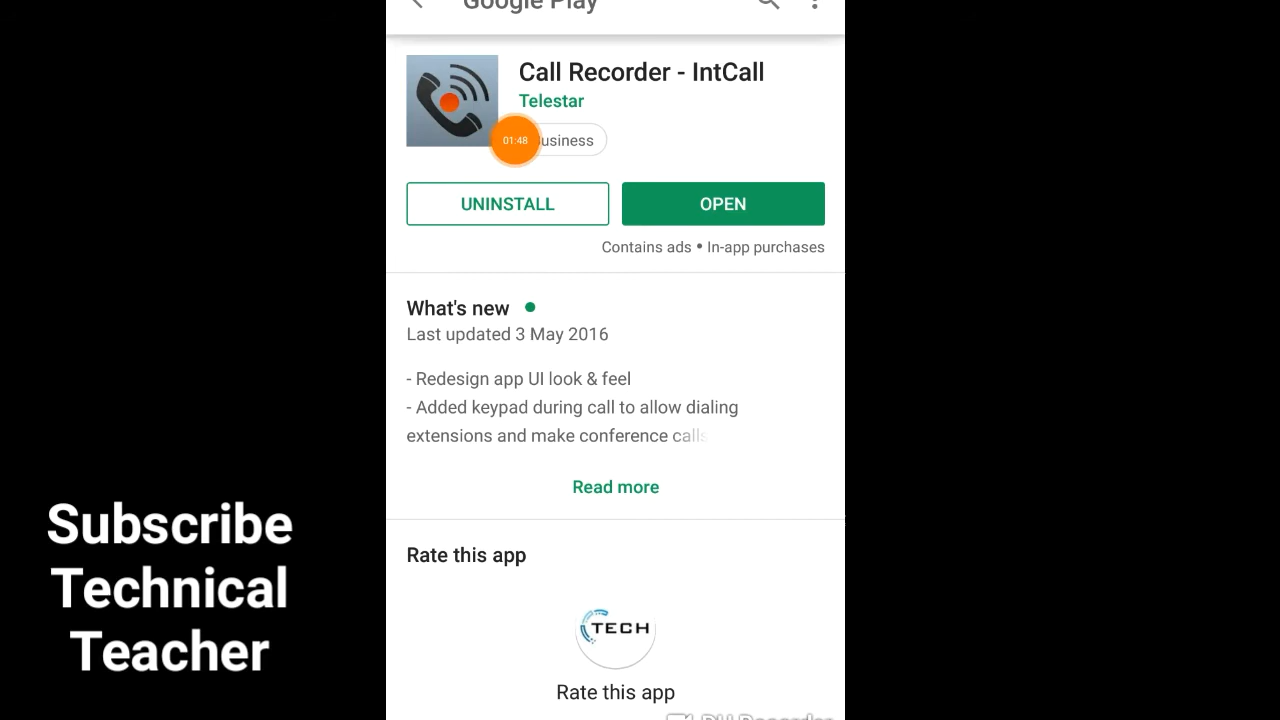 Google Play
Call Recorder - IntCall
Telestar
01:48
usiness
UNINSTALL
OPEN
Contains ads • In-app purchases
What's new
Last updated 3 May 2016
- Redesign app UI look & feel
- Added keypad during call to allow dialing
extensions and make conference calls
Read more
Rate this app
TECH
Rate this app
Subscribe
Technical
Teacher